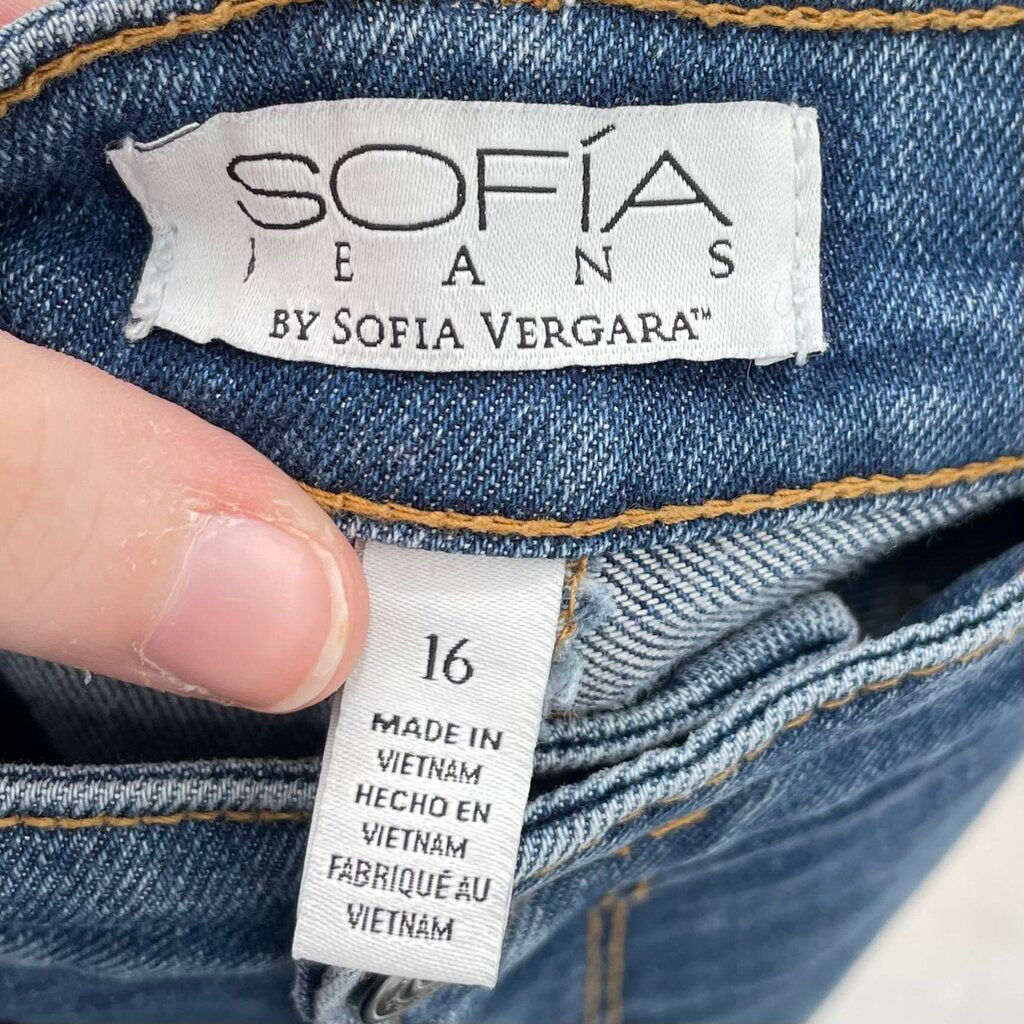 SOFÍA
JEANS
BY SOFIA VERGARA™
16
MADE IN
VIETNAM
HECHO EN
VIETNAM
FABRIQUÉ AU
VIETNAM